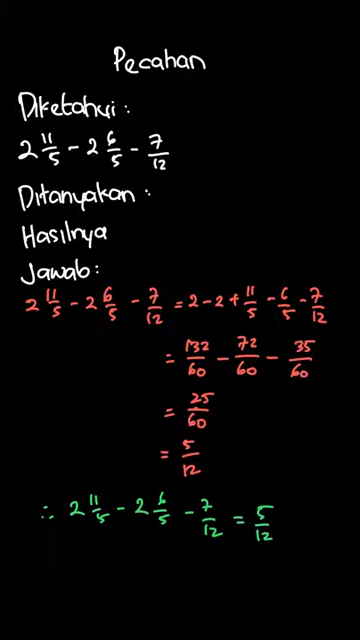 Pecahan
Diketahui:
2 11/5 - 2 6/5 - 7/12
Ditanyakan:
Hasilnya
Jawab:
2 11/5 - 2 6/5 - 7/12 = 2 - 2 + 11/5 - 6/5 - 7/12
= 132/60 - 72/60 - 35/60
= 25/60
= 5/12
∴ 2 11/5 - 2 6/5 - 7/12 = 5/12